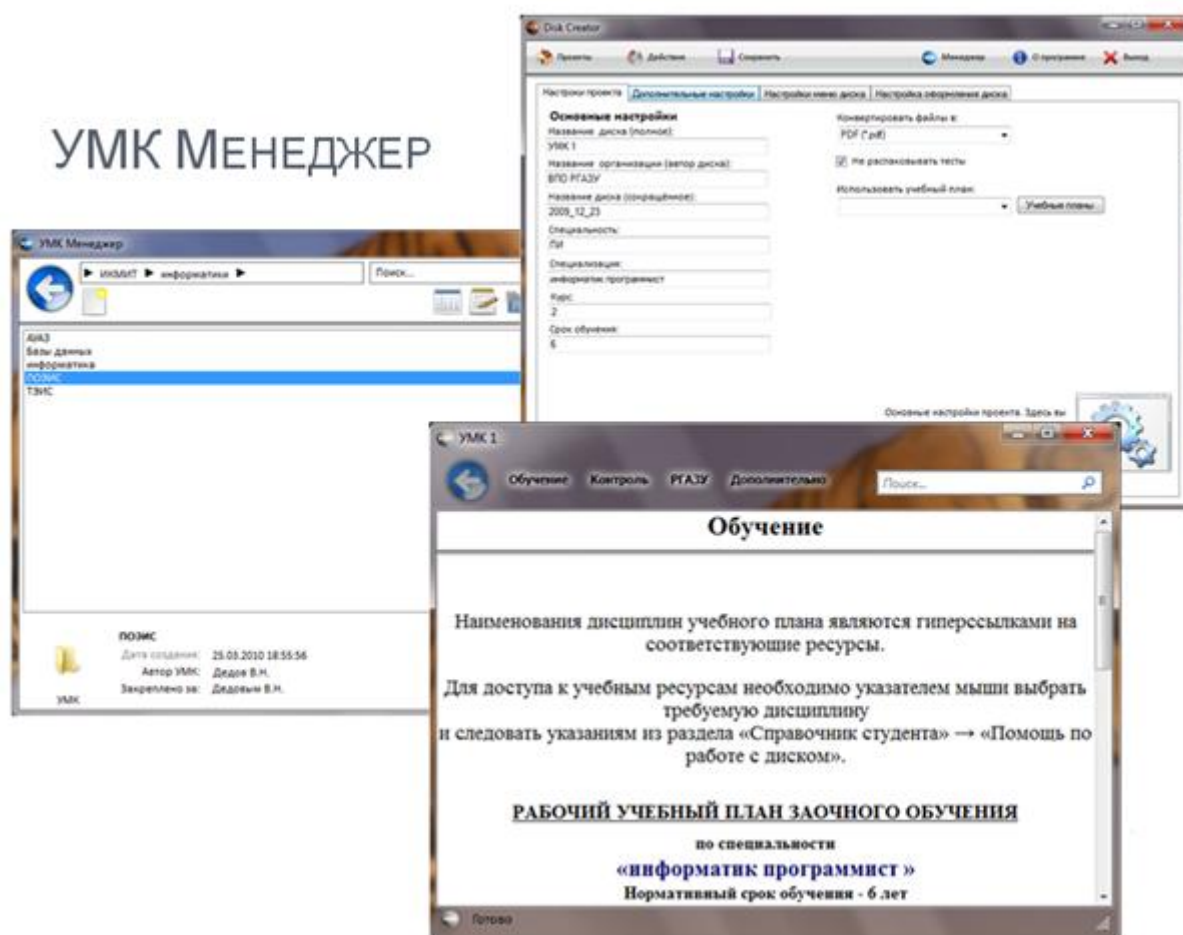 УМК МЕНЕДЖЕР
Disk Creator
Проекты Действия Сохранить Менеджер О программе Выход
Настроки проекта Дополнительные настройки Настройки меню диска Настройка оформления диска
Основные настройки
Название диска (полное):
УМК 1
Название организации (автор диска):
ВПО РГАЗУ
Название диска (сокращённое):
2009_12_23
Специальность:
ПИ
Специализация:
информатик программист
Курс:
2
Срок обучения:
6
Конвертировать файлы в:
PDF (*.pdf)
Не распаковывать тесты
Использовать учебный план:
Учебные планы
Основные настройки проекта. Здесь вы
УМК Менеджер
ИКМИТ информатики
Поиск...
АИАЗ
Базы данных
информатика
ПОЭИС
ТЭИС
ПОЭИС
Дата создания: 25.03.2010 18:55:56
Автор УМК: Дедов В.Н.
Закреплено за: Дедовым В.Н.
УМК
УМК 1
Обучение Контроль РГАЗУ Дополнительно
Поиск...
Обучение
Наименования дисциплин учебного плана являются гиперссылками на
соответствующие ресурсы.
Для доступа к учебным ресурсам необходимо указателем мыши выбрать
требуемую дисциплину
и следовать указаниям из раздела «Справочник студента» → «Помощь по
работе с диском».
РАБОЧИЙ УЧЕБНЫЙ ПЛАН ЗАОЧНОГО ОБУЧЕНИЯ
по специальности
«информатик программист »
Нормативный срок обучения - 6 лет
Готово